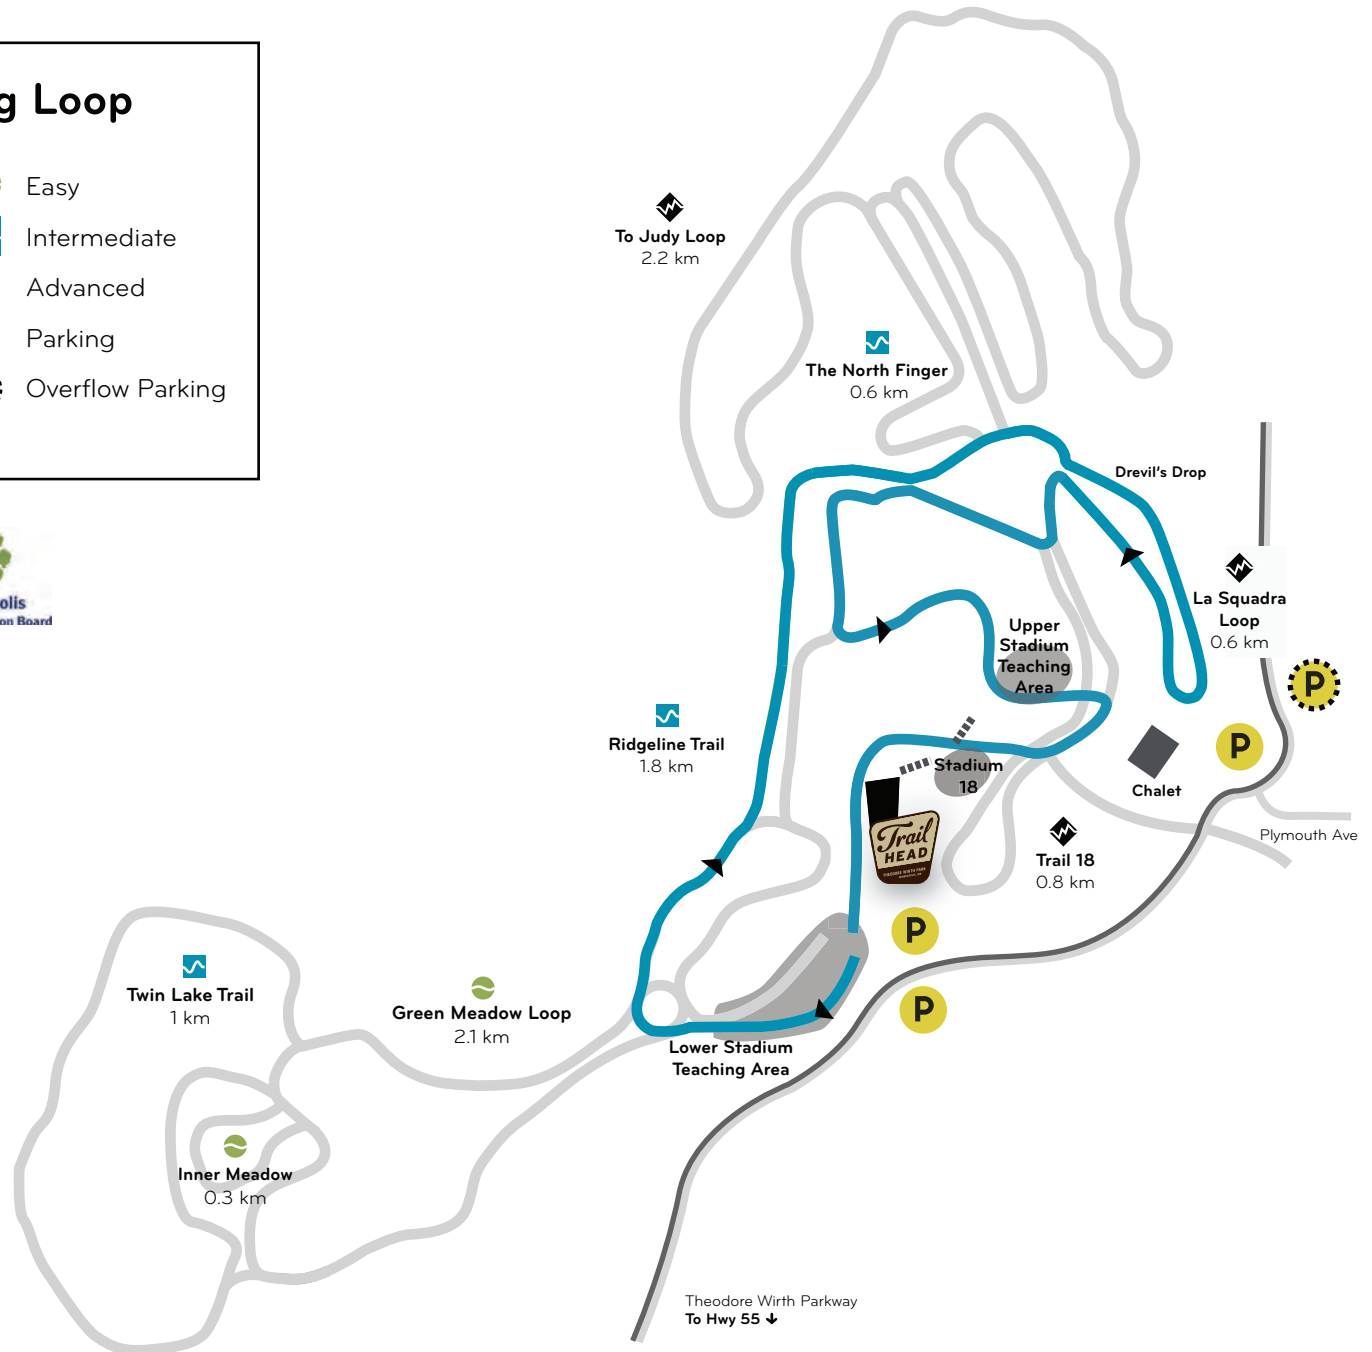 g Loop
Easy
Intermediate
Advanced
Parking
Overflow Parking
olis
on Board
To Judy Loop
2.2 km
The North Finger
0.6 km
Drevil's Drop
La Squadra
Loop
0.6 km
Upper
Stadium
Teaching
Area
P
P
Ridgeline Trail
1.8 km
Stadium
18
Chalet
Plymouth Ave
Trail
HEAD
THEODORE WIRTH PARK
Trail 18
0.8 km
P
P
Twin Lake Trail
1 km
Green Meadow Loop
2.1 km
Lower Stadium
Teaching Area
Inner Meadow
0.3 km
Theodore Wirth Parkway
To Hwy 55 ↓